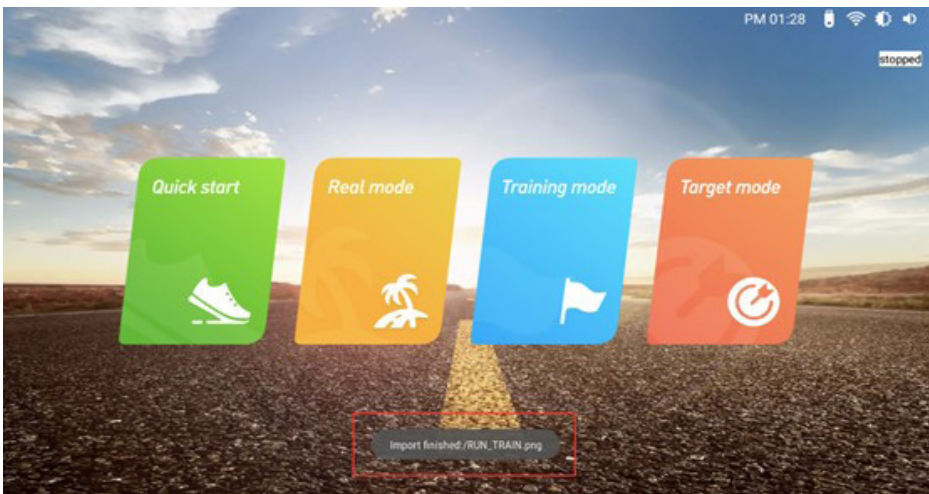 PM 01:28
stopped
Quick start
Real mode
Training mode
Target mode
Import finished:/RUN_TRAIN.png